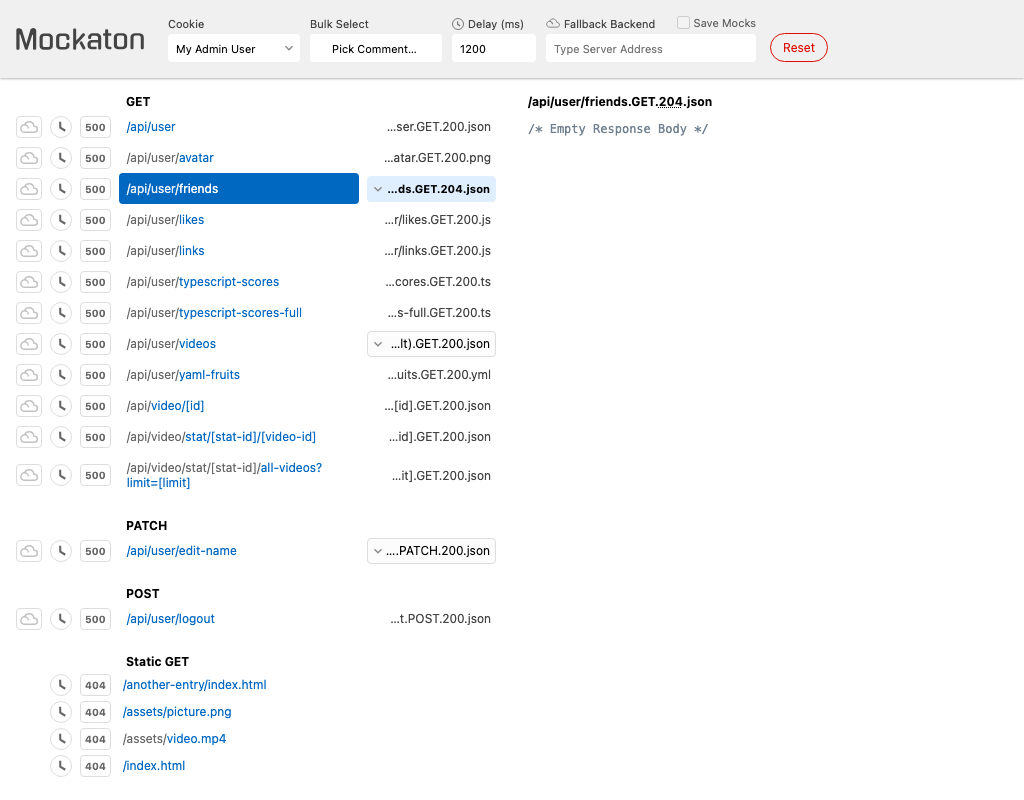 Mockaton
Cookie
My Admin User
Bulk Select
Pick Comment...
Delay (ms)
1200
Fallback Backend
Type Server Address
Save Mocks
Reset
GET
500 /api/user ...ser.GET.200.json
500 /api/user/avatar ...atar.GET.200.png
500 /api/user/friends ...ds.GET.204.json
500 /api/user/likes ...r/likes.GET.200.js
500 /api/user/links ...r/links.GET.200.js
500 /api/user/typescript-scores ...cores.GET.200.ts
500 /api/user/typescript-scores-full ...s-full.GET.200.ts
500 /api/user/videos ...lt).GET.200.json
500 /api/user/yaml-fruits ...uits.GET.200.yml
500 /api/video/[id] ...[id].GET.200.json
500 /api/video/stat/[stat-id]/[video-id] ...id].GET.200.json
500 /api/video/stat/[stat-id]/all-videos? ...it].GET.200.json
limit=[limit]
PATCH
500 /api/user/edit-name ....PATCH.200.json
POST
500 /api/user/logout ...t.POST.200.json
Static GET
404 /another-entry/index.html
404 /assets/picture.png
404 /assets/video.mp4
404 /index.html
/api/user/friends.GET.204.json
/* Empty Response Body */